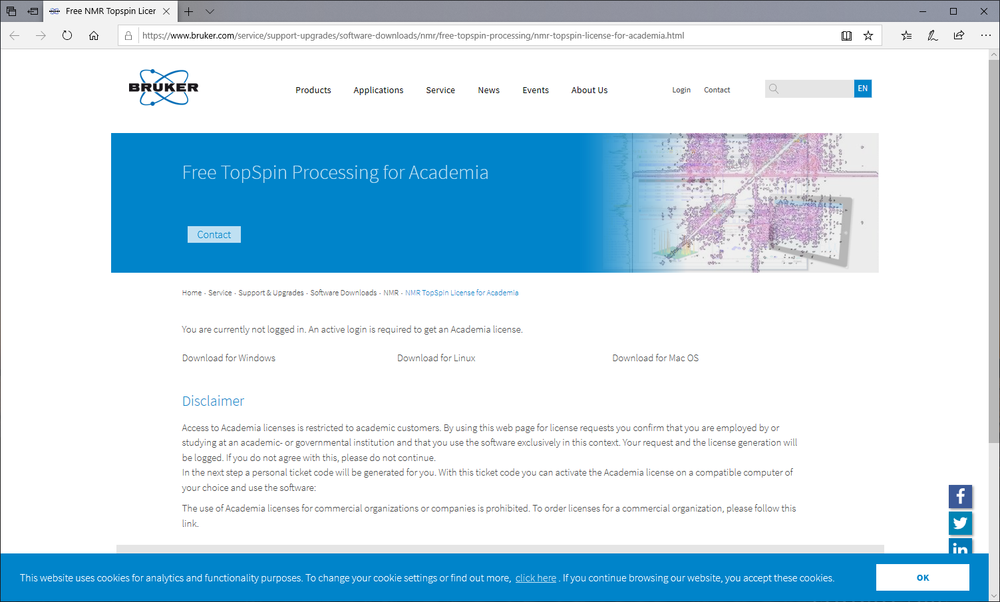 Free NMR Topspin Licer
https://www.bruker.com/service/support-upgrades/software-downloads/nmr/free-topspin-processing/nmr-topspin-license-for-academia.html
BRUKER
Products Applications Service News Events About Us Login Contact EN
Free TopSpin Processing for Academia
Contact
Home - Service - Support & Upgrades - Software Downloads - NMR - NMR TopSpin License for Academia
You are currently not logged in. An active login is required to get an Academia license.
Download for Windows Download for Linux Download for Mac OS
Disclaimer
Access to Academia licenses is restricted to academic customers. By using this web page for license requests you confirm that you are employed by or
studying at an academic- or governmental institution and that you use the software exclusively in this context. Your request and the license generation will
be logged. If you do not agree with this, please do not continue.
In the next step a personal ticket code will be generated for you. With this ticket code you can activate the Academia license on a compatible computer of
your choice and use the software:
The use of Academia licenses for commercial organizations or companies is prohibited. To order licenses for a commercial organization, please follow this
link.
f
in
This website uses cookies for analytics and functionality purposes. To change your cookie settings or find out more, click here . If you continue browsing our website, you accept these cookies.
OK